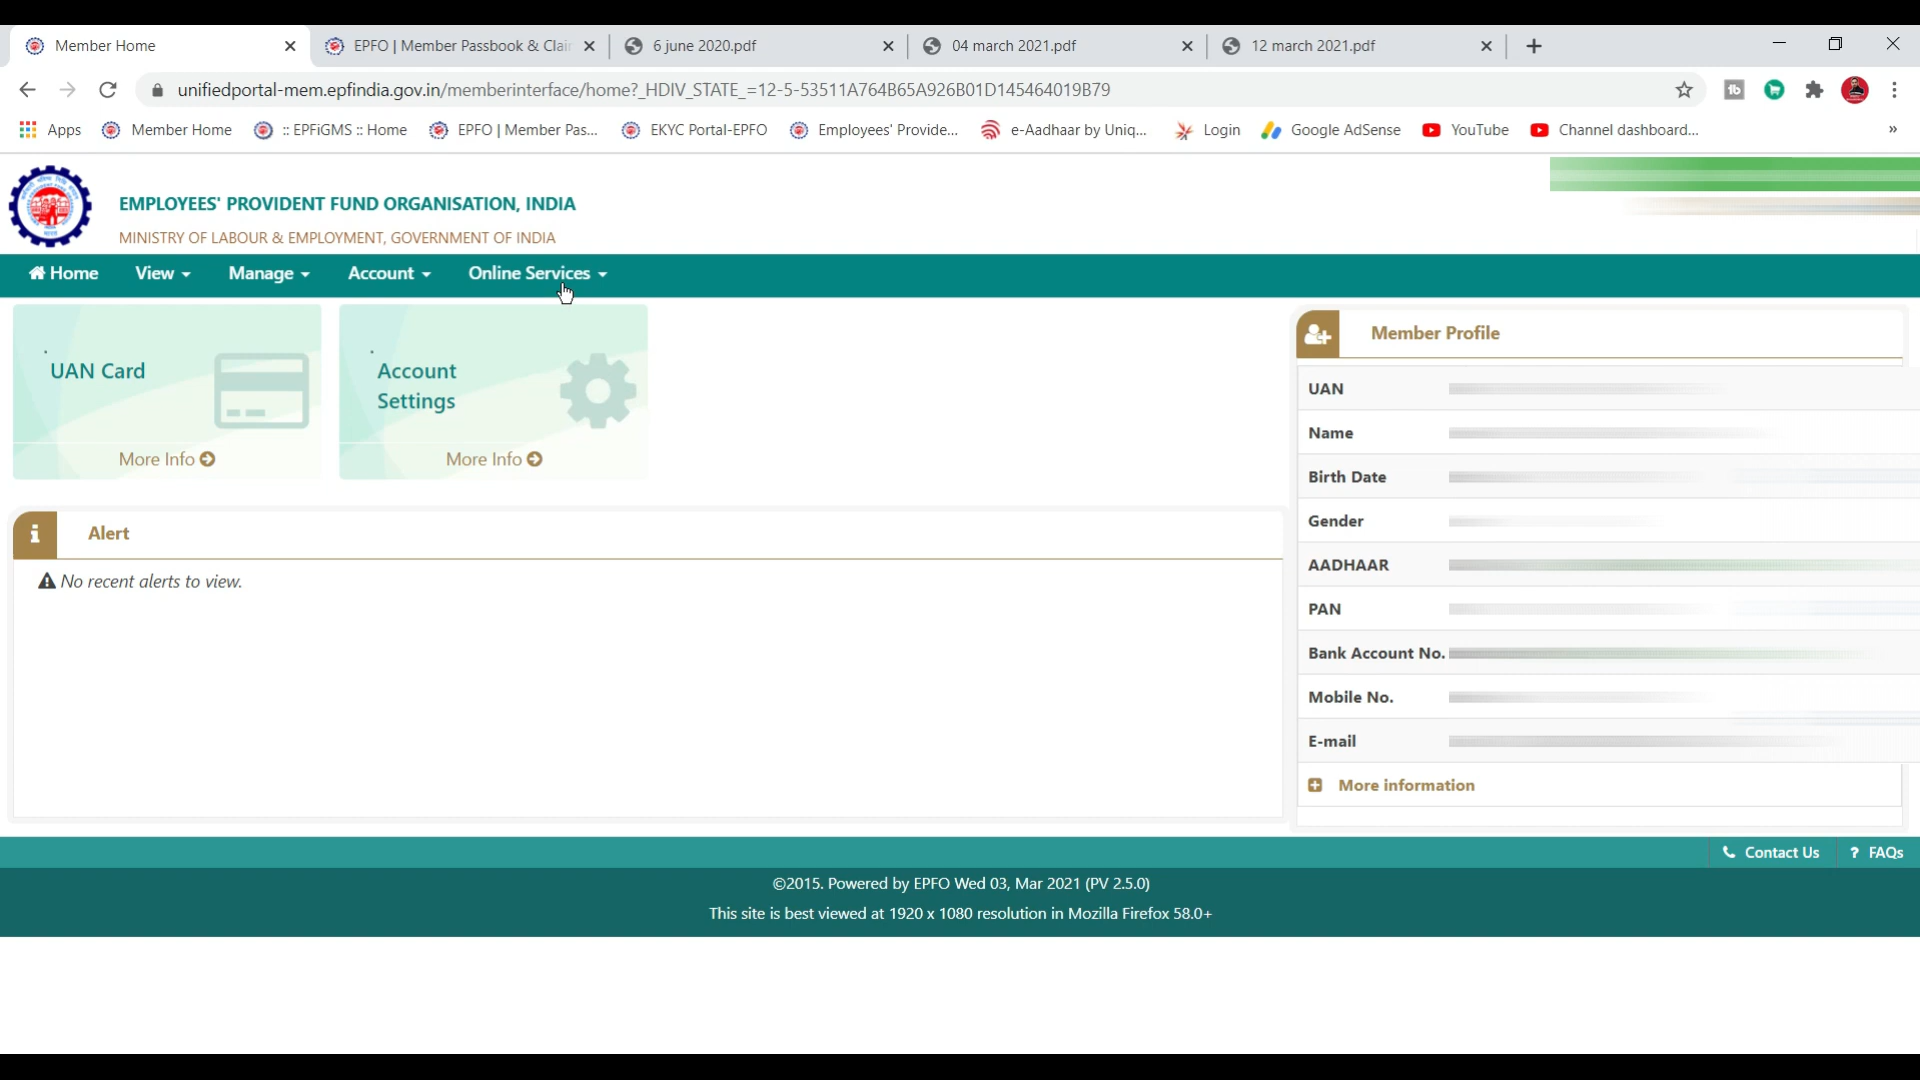 Member Home
EPFO | Member Passbook & Clai
6 june 2020.pdf
04 march 2021.pdf
12 march 2021.pdf
unifiedportal-mem.epfindia.gov.in/memberinterface/home?_HDIV_STATE_=12-5-53511A764B65A926B01D145464019B79
Apps
Member Home
:: EPFiGMS :: Home
EPFO | Member Pas...
EKYC Portal-EPFO
Employees' Provide...
e-Aadhaar by Uniq...
Login
Google AdSense
YouTube
Channel dashboard...
»
EMPLOYEES' PROVIDENT FUND ORGANISATION, INDIA
MINISTRY OF LABOUR & EMPLOYMENT, GOVERNMENT OF INDIA
Home
View
Manage
Account
Online Services
UAN Card
More Info
Account
Settings
More Info
Alert
No recent alerts to view.
Member Profile
UAN
Name
Birth Date
Gender
AADHAAR
PAN
Bank Account No.
Mobile No.
E-mail
More information
Contact Us
? FAQs
©2015. Powered by EPFO Wed 03, Mar 2021 (PV 2.5.0)
This site is best viewed at 1920 x 1080 resolution in Mozilla Firefox 58.0+